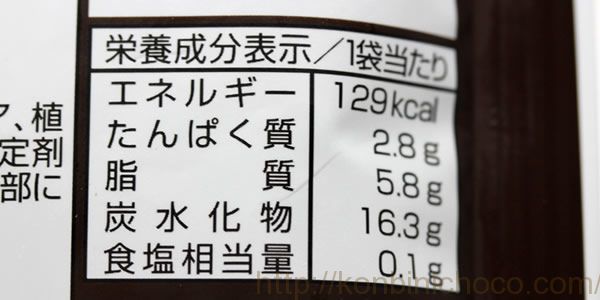 栄養成分表示/1袋当たり
エネルギー 129kcal
たんぱく質 2.8g
脂質 5.8g
炭水化物 16.3g
食塩相当量 0.1g
ア、植
定剤
部に
http://konbini-choco.com/